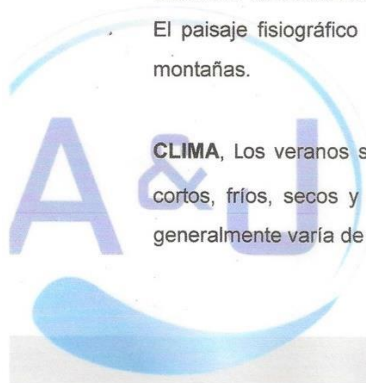 El paisaje fisiográfico
montañas.
CLIMA, Los veranos s
cortos, fríos, secos y
generalmente varía de
A&J